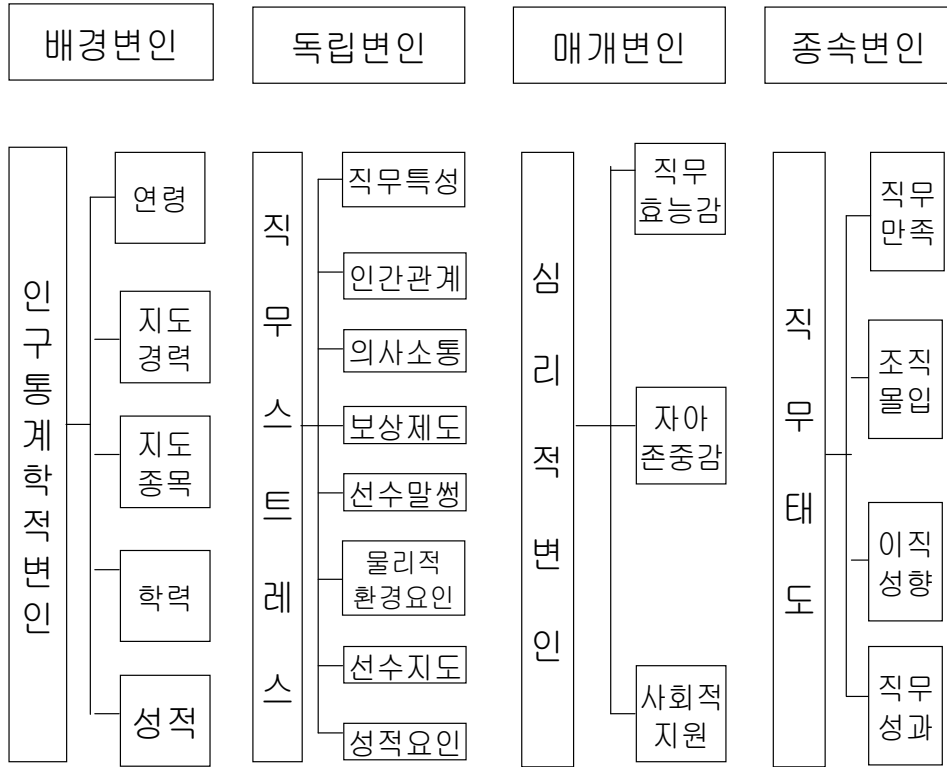 배경변인
독립변인
매개변인
종속변인
인구통계학적변인
연령
지도
경력
지도
종목
학력
성적
직무스트레스
직무특성
인간관계
의사소통
보상제도
선수말썽
물리적
환경요인
선수지도
성적요인
심리적변인
직무
효능감
자아
존중감
사회적
지원
직무태도
직무
만족
조직
몰입
이직
성향
직무
성과